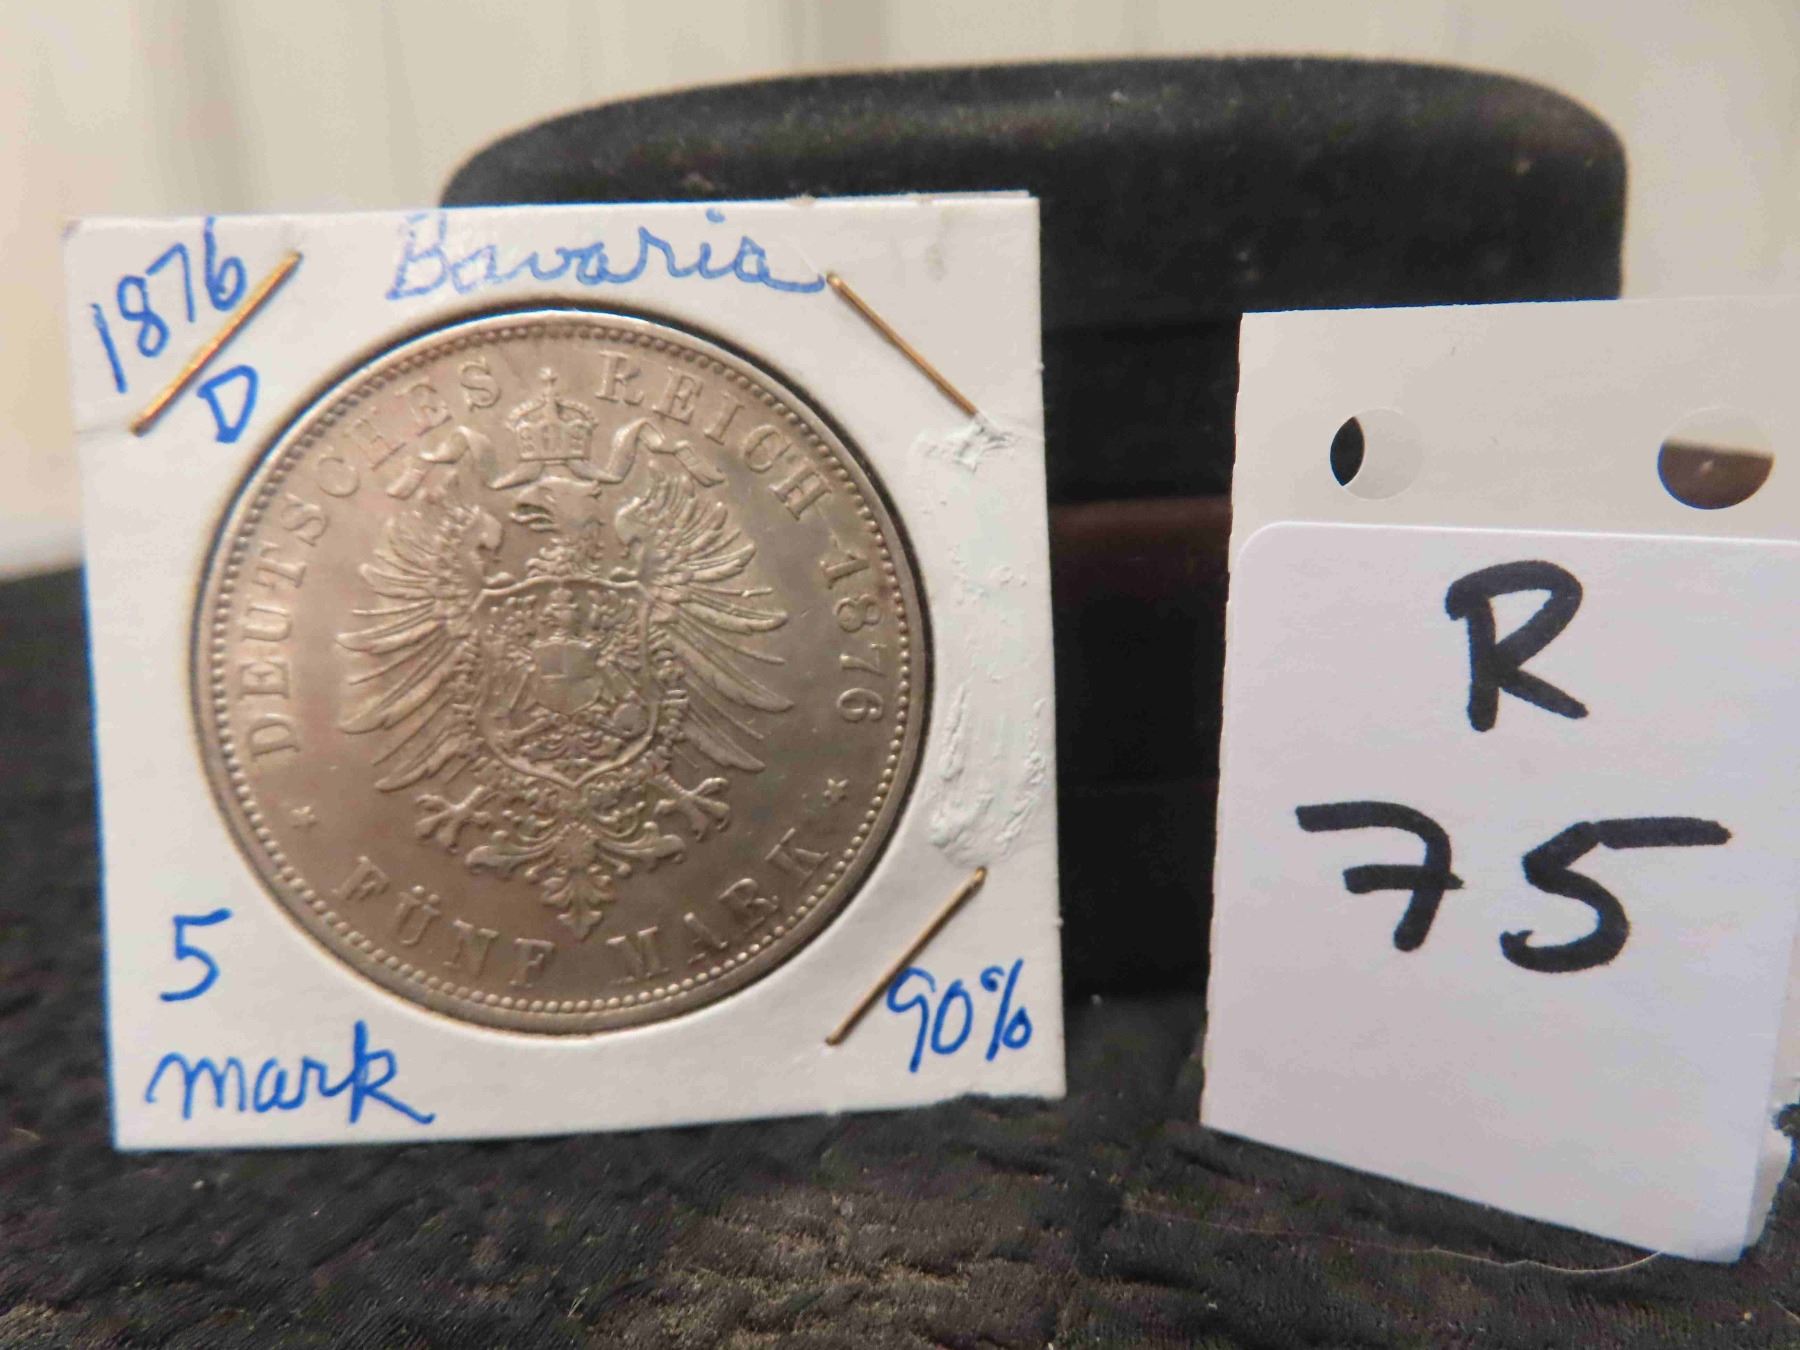 1876 Bavaria
D
DEUTSCHES REICH 1876
* FÜNF MARK *
5
mark
90%
R
75